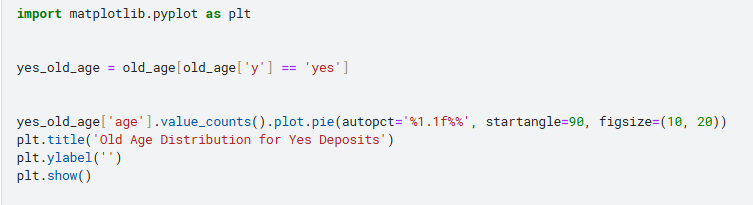 import matplotlib.pyplot as plt
yes_old_age = old_age[old_age['y'] == 'yes']
yes_old_age['age'].value_counts().plot.pie(autopct='%1.1f%%', startangle=90, figsize=(10, 20))
plt.title('Old Age Distribution for Yes Deposits')
plt.ylabel('')
plt.show()